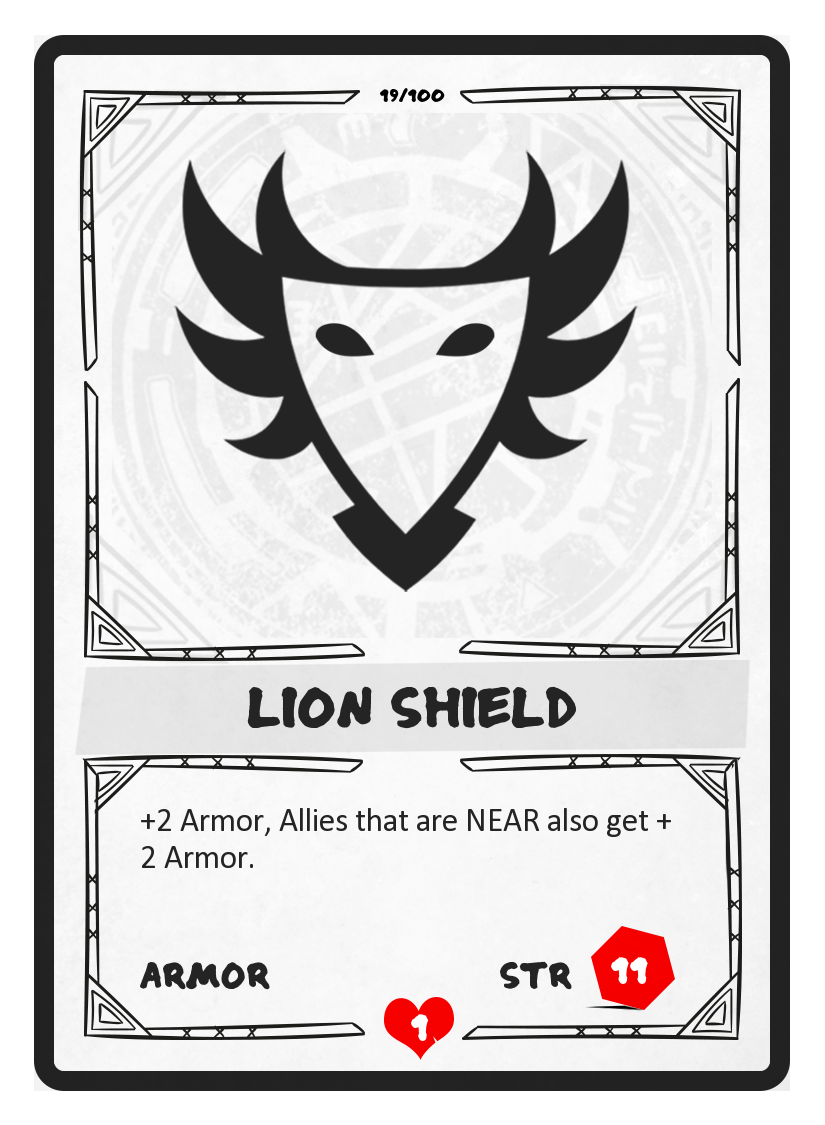 19/100
LION SHIELD
+2 Armor, Allies that are NEAR also get +
2 Armor.
ARMOR
STR 11
1